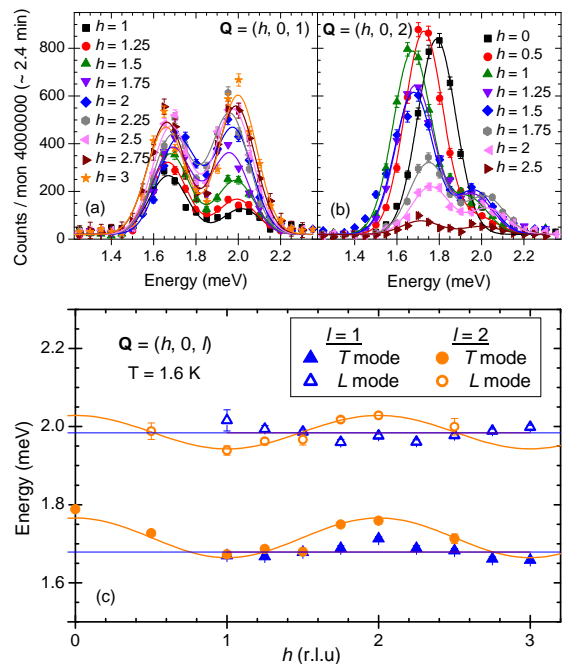 Q = (h, 0, 1)
h = 1
h = 1.25
h = 1.5
h = 1.75
h = 2
h = 2.25
h = 2.5
h = 2.75
h = 3
(a)
Counts / mon 4000000 (~ 2.4 min)
800
600
400
200
0
1.4 1.6 1.8 2.0 2.2
Energy (meV)
Q = (h, 0, 2)
h = 0
h = 0.5
h = 1
h = 1.25
h = 1.5
h = 1.75
h = 2
h = 2.5
(b)
1.4 1.6 1.8 2.0 2.2
Energy (meV)
Q = (h, 0, l)
T = 1.6 K
l = 1 l = 2
T mode T mode
L mode L mode
Energy (meV)
2.2
2.0
1.8
1.6
(c)
0 1 2 3
h (r.l.u)